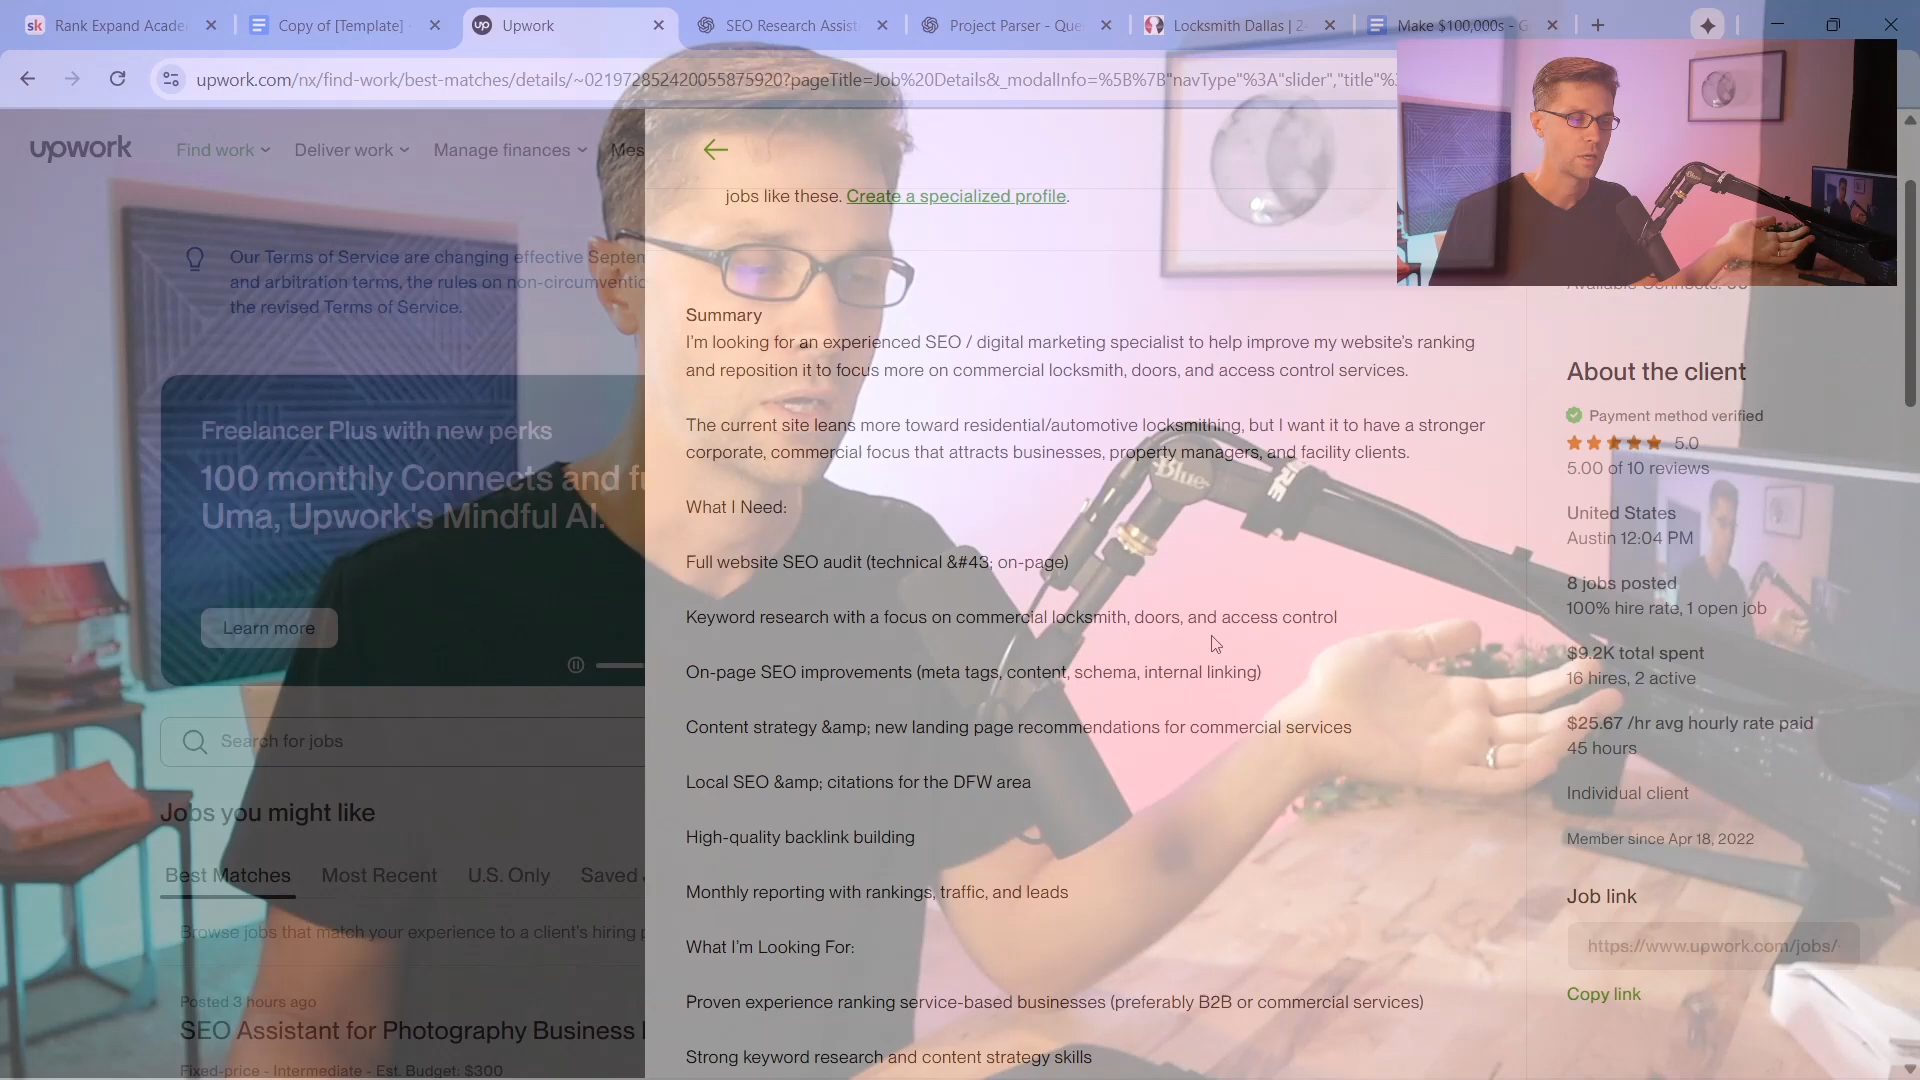 Rank Expand Acade
Copy of [Template] -
Upwork
SEO Research Assist
Project Parser - Que
Locksmith Dallas | 2-
Make $100,000s - G
upwork.com/nx/find-work/best-matches/details/~021972852420055875920?pageTitle=Job%20Details&_modalInfo=%5B%7B"navType"%3A"slider","title"%
upwork
Find work
Deliver work
Manage finances
Mes
jobs like these. Create a specialized profile.
Our Terms of Service are changing effective Septem
and arbitration terms, the rules on non-circumventio
the revised Terms of Service.
Freelancer Plus with new perks
100 monthly Connects and fu
Uma, Upwork's Mindful AI.
Learn more
Search for jobs
Jobs you might like
Best Matches
Most Recent
U.S. Only
Saved
Browse jobs that match your experience to a client's hiring p
Posted 3 hours ago
SEO Assistant for Photography Business
Fixed-price - Intermediate - Est. Budget: $300
Summary
I'm looking for an experienced SEO / digital marketing specialist to help improve my website's ranking
and reposition it to focus more on commercial locksmith, doors, and access control services.
The current site leans more toward residential/automotive locksmithing, but I want it to have a stronger
corporate, commercial focus that attracts businesses, property managers, and facility clients.
What I Need:
Full website SEO audit (technical &#43; on-page)
Keyword research with a focus on commercial locksmith, doors, and access control
On-page SEO improvements (meta tags, content, schema, internal linking)
Content strategy &amp; new landing page recommendations for commercial services
Local SEO &amp; citations for the DFW area
High-quality backlink building
Monthly reporting with rankings, traffic, and leads
What I'm Looking For:
Proven experience ranking service-based businesses (preferably B2B or commercial services)
Strong keyword research and content strategy skills
About the client
Payment method verified
5.0
5.00 of 10 reviews
United States
Austin 12:04 PM
8 jobs posted
100% hire rate, 1 open job
$9.2K total spent
16 hires, 2 active
$25.67 /hr avg hourly rate paid
45 hours
Individual client
Member since Apr 18, 2022
Job link
https://www.upwork.com/jobs/
Copy link
Blue